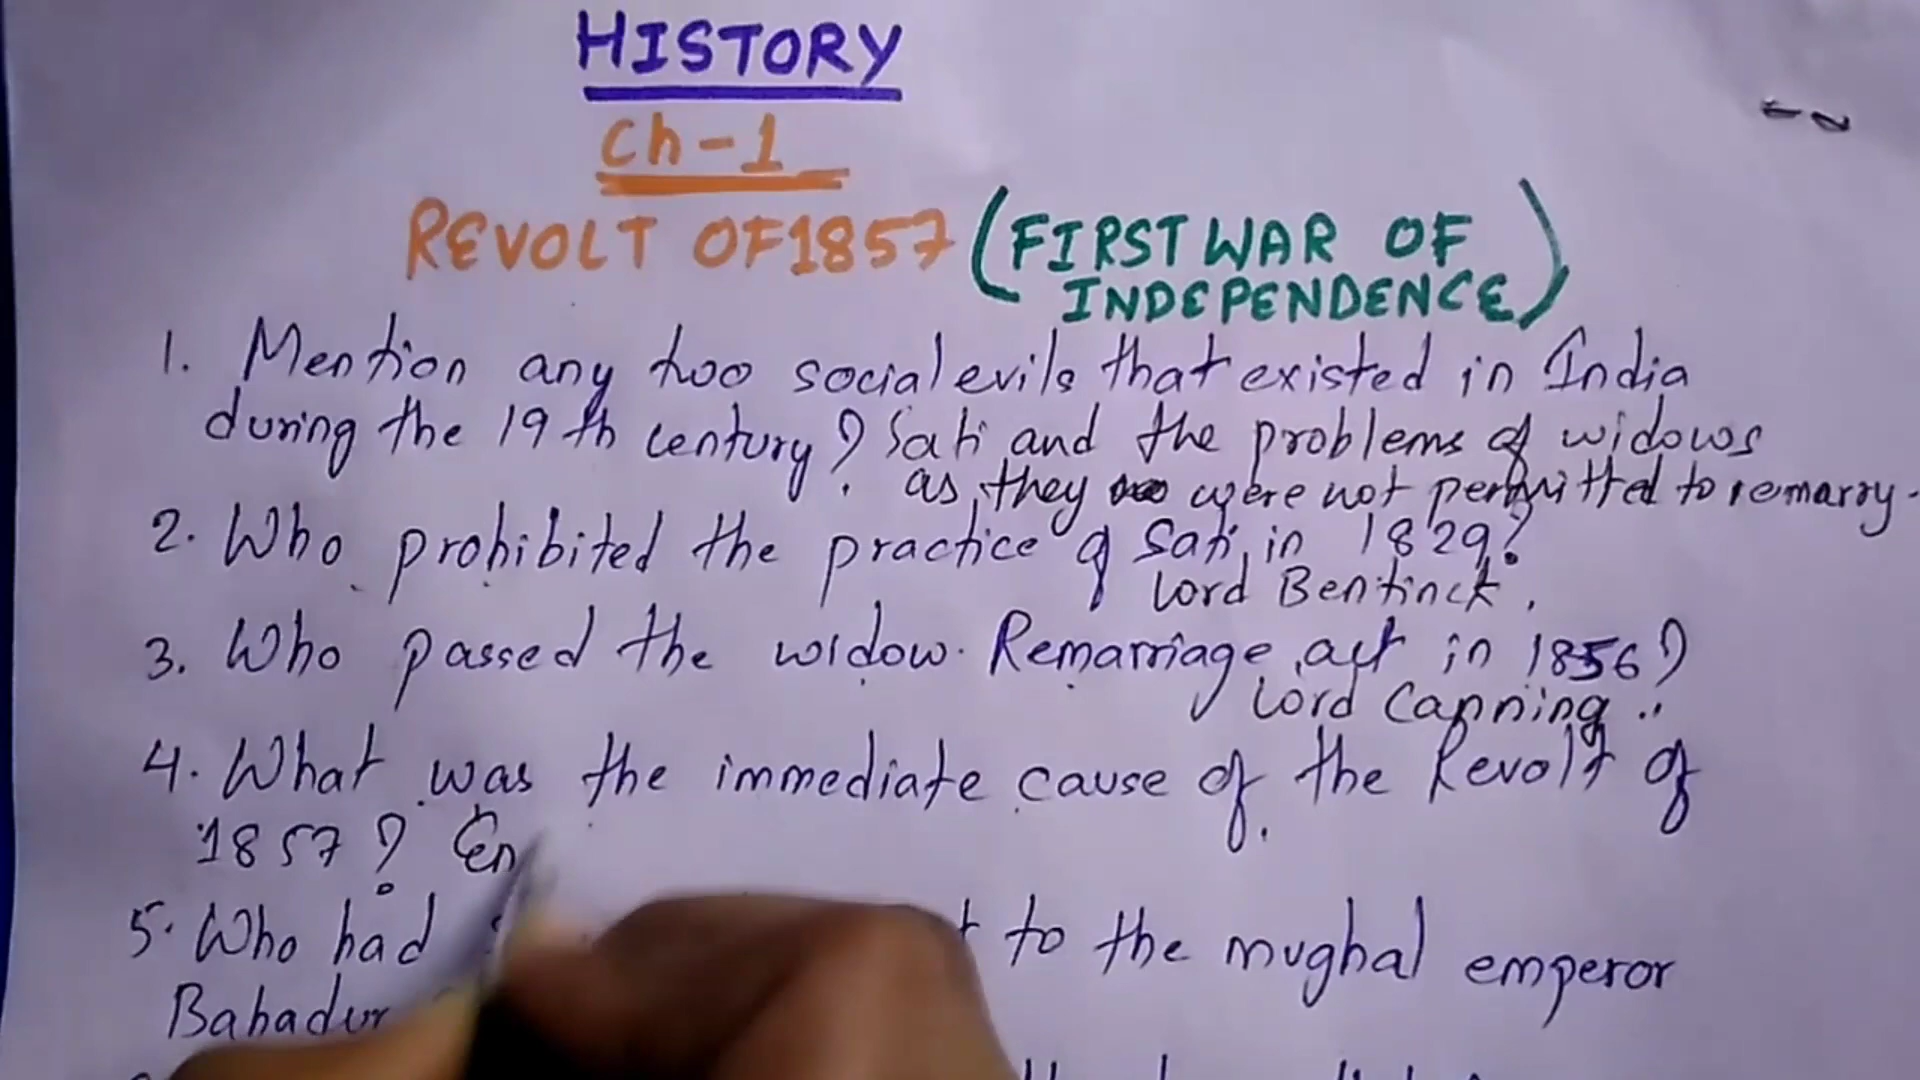 HISTORY
Ch-1
REVOLT OF 1857 (FIRST WAR OF
INDEPENDENCE)
1. Mention any two social evils that existed in India
during the 19th century? Sati and the problems of widows
as they were not permitted to remarry.
2. Who prohibited the practice of Sati in 1829?
Lord Bentinck.
3. Who passed the widow Remarriage act in 1856?
Lord Canning..
4. What was the immediate cause of the Revolt of
1857? En
5. Who had to the mughal emperor
Bahadur